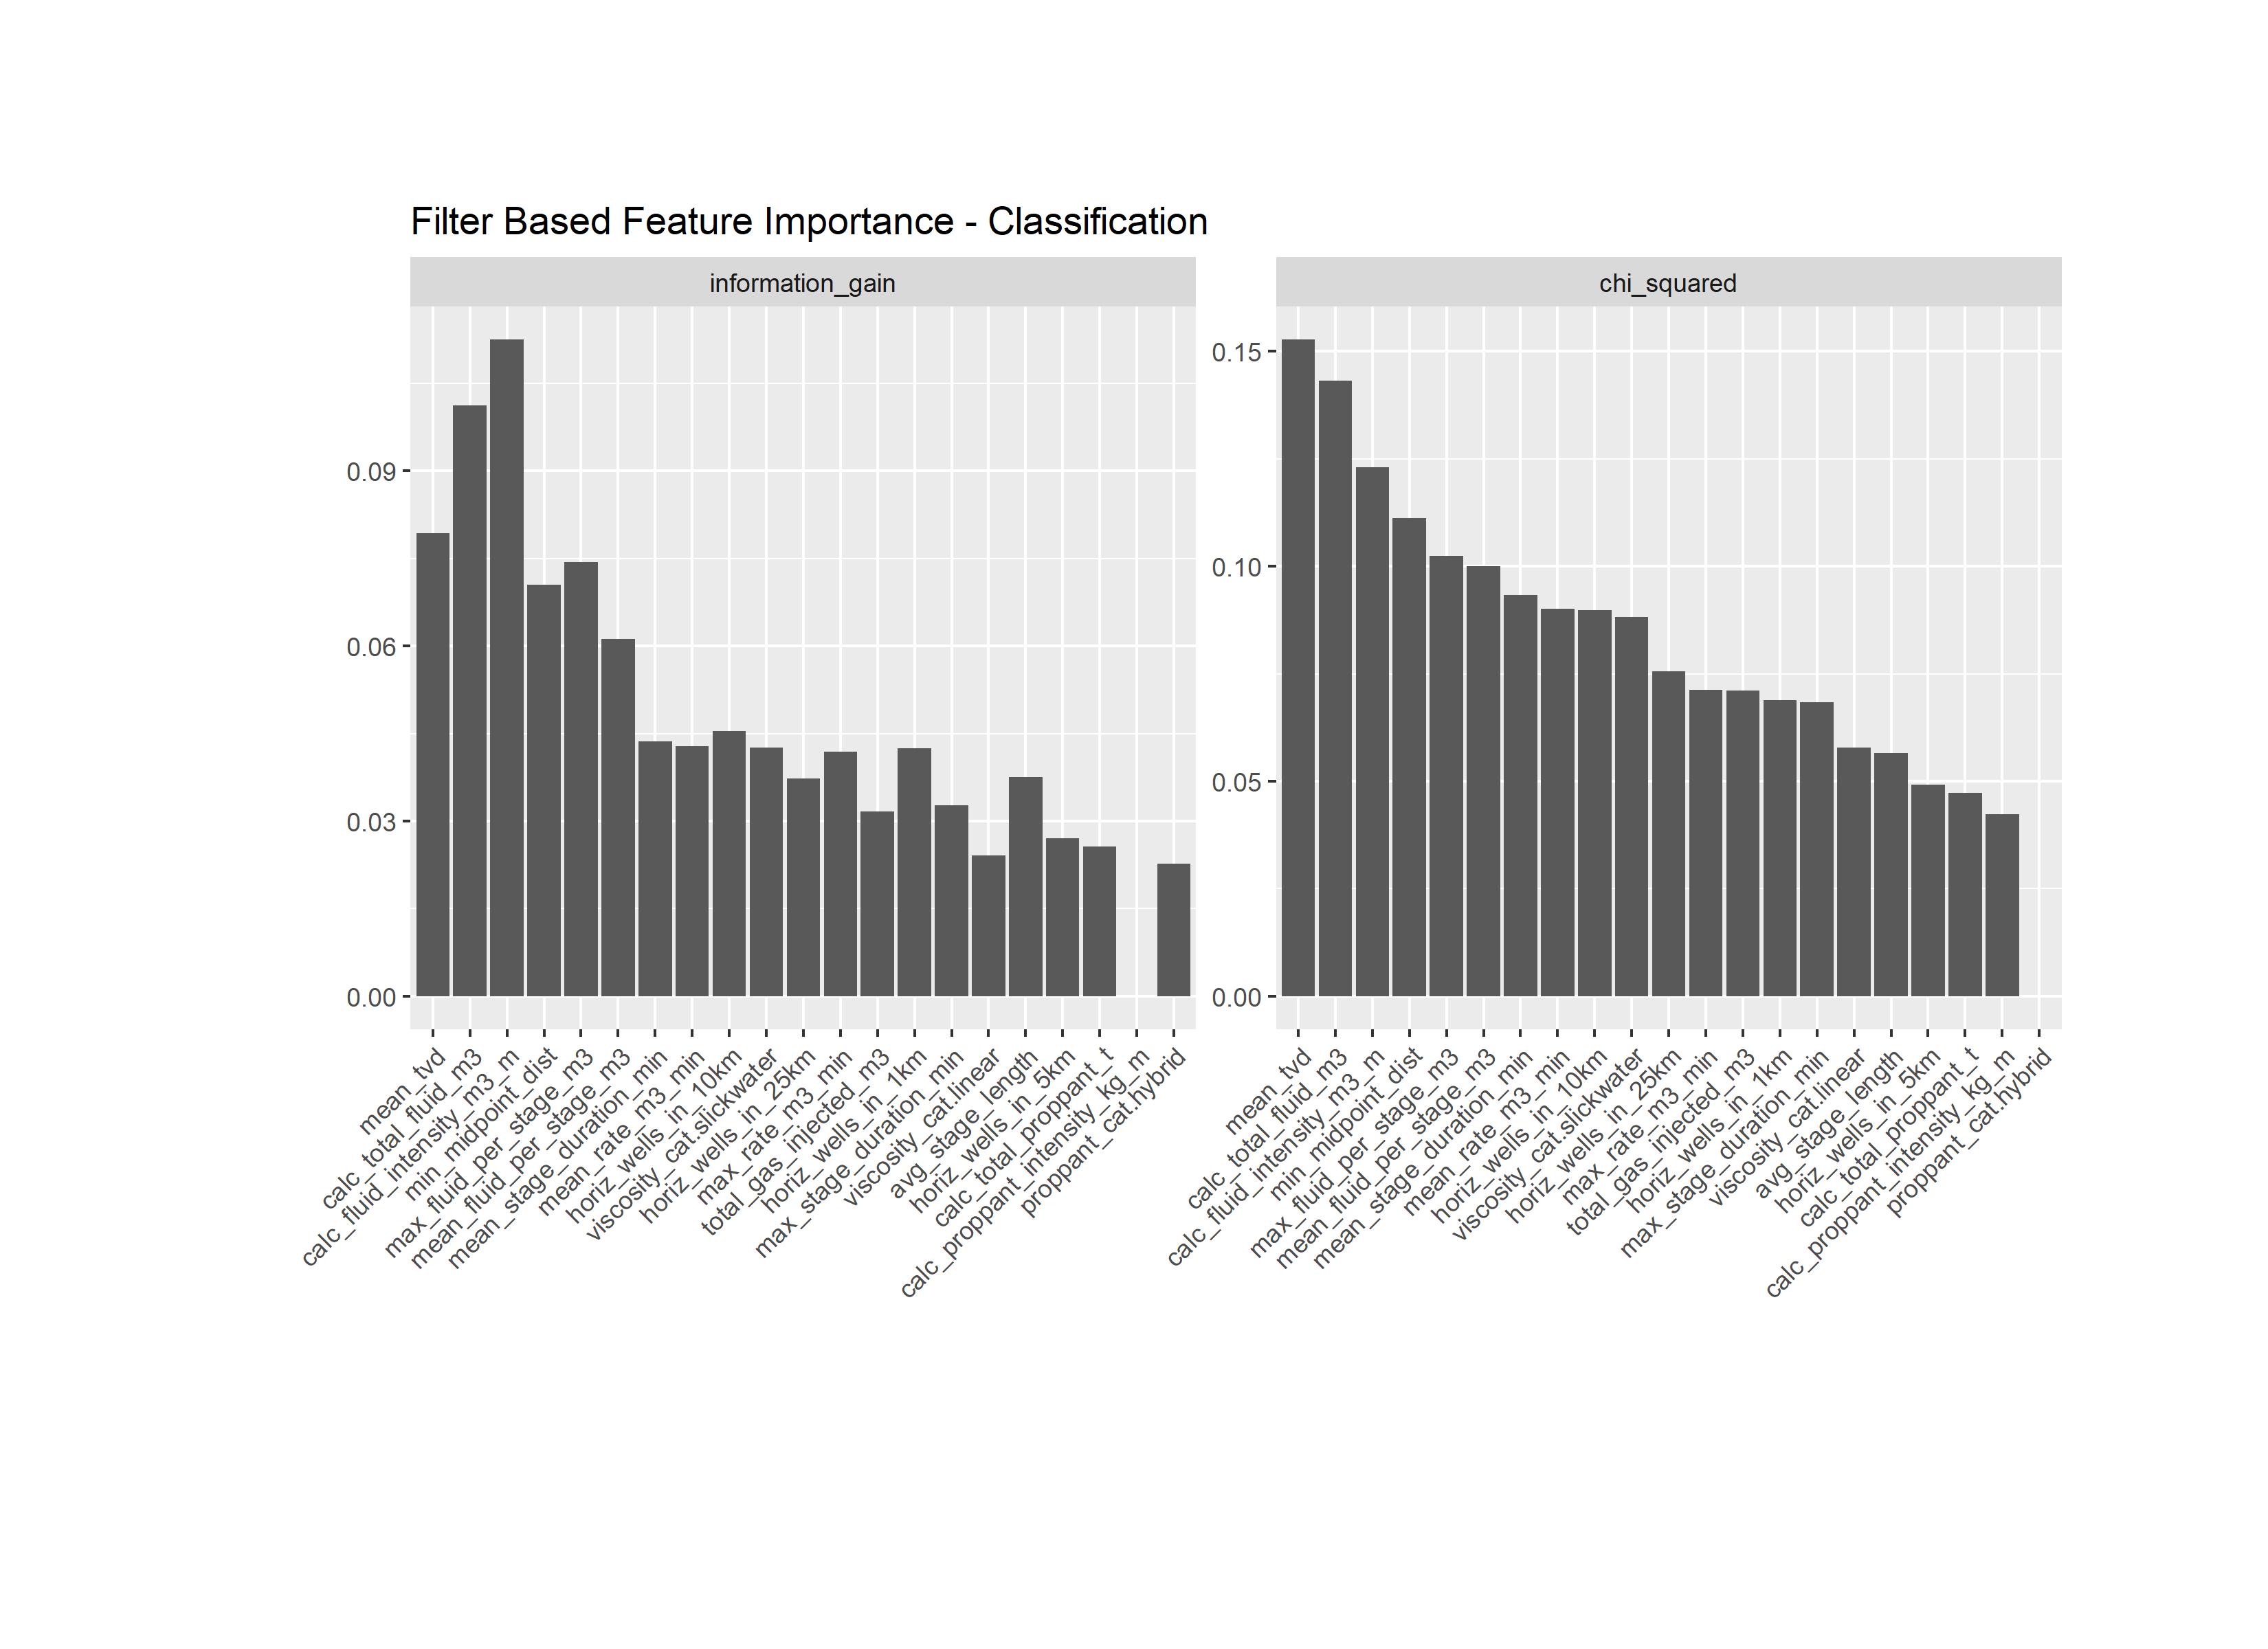 Filter Based Feature Importance - Classification
information_gain
chi_squared
0.09
0.06
0.03
0.00
0.15
0.10
0.05
0.00
mean_tvd
calc_total_fluid_m3
calc_fluid_intensity_m3_m
min_midpoint_dist
max_fluid_per_stage_m3
mean_fluid_per_stage_m3
mean_stage_duration_min
mean_rate_m3_min
horiz_wells_in_10km
viscosity_cat.slickwater
horiz_wells_in_25km
max_rate_m3_min
total_gas_injected_m3
horiz_wells_in_1km
max_stage_duration_min
viscosity_cat.linear
avg_stage_length
horiz_wells_in_5km
calc_total_proppant_t
calc_proppant_intensity_kg_m
proppant_cat.hybrid
mean_tvd
calc_total_fluid_m3
calc_fluid_intensity_m3_m
min_midpoint_dist
max_fluid_per_stage_m3
mean_fluid_per_stage_m3
mean_stage_duration_min
mean_rate_m3_min
horiz_wells_in_10km
viscosity_cat.slickwater
horiz_wells_in_25km
max_rate_m3_min
total_gas_injected_m3
horiz_wells_in_1km
max_stage_duration_min
viscosity_cat.linear
avg_stage_length
horiz_wells_in_5km
calc_total_proppant_t
calc_proppant_intensity_kg_m
proppant_cat.hybrid